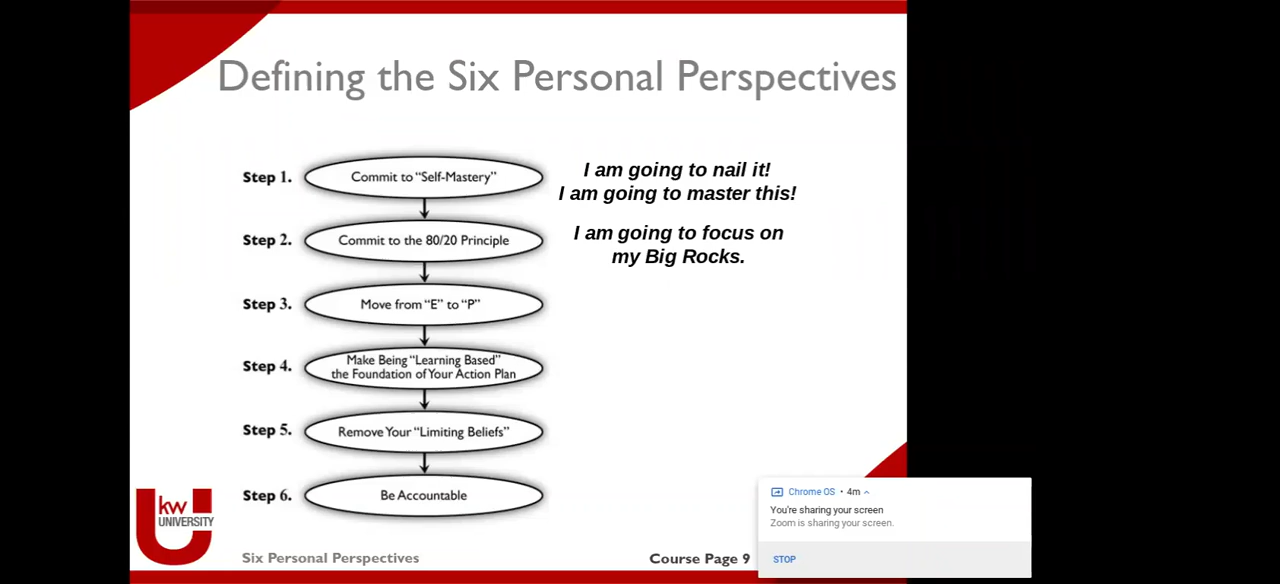 Defining the Six Personal Perspectives
Step 1.
Commit to “Self-Mastery”
I am going to nail it!
I am going to master this!
Step 2.
Commit to the 80/20 Principle
I am going to focus on
my Big Rocks.
Step 3.
Move from “E” to “P”
Step 4.
Make Being “Learning Based”
the Foundation of Your Action Plan
Step 5.
Remove Your “Limiting Beliefs”
Step 6.
Be Accountable
kw
UNIVERSITY
Six Personal Perspectives
Course Page 9
Chrome OS • 4m
You're sharing your screen
Zoom is sharing your screen.
STOP